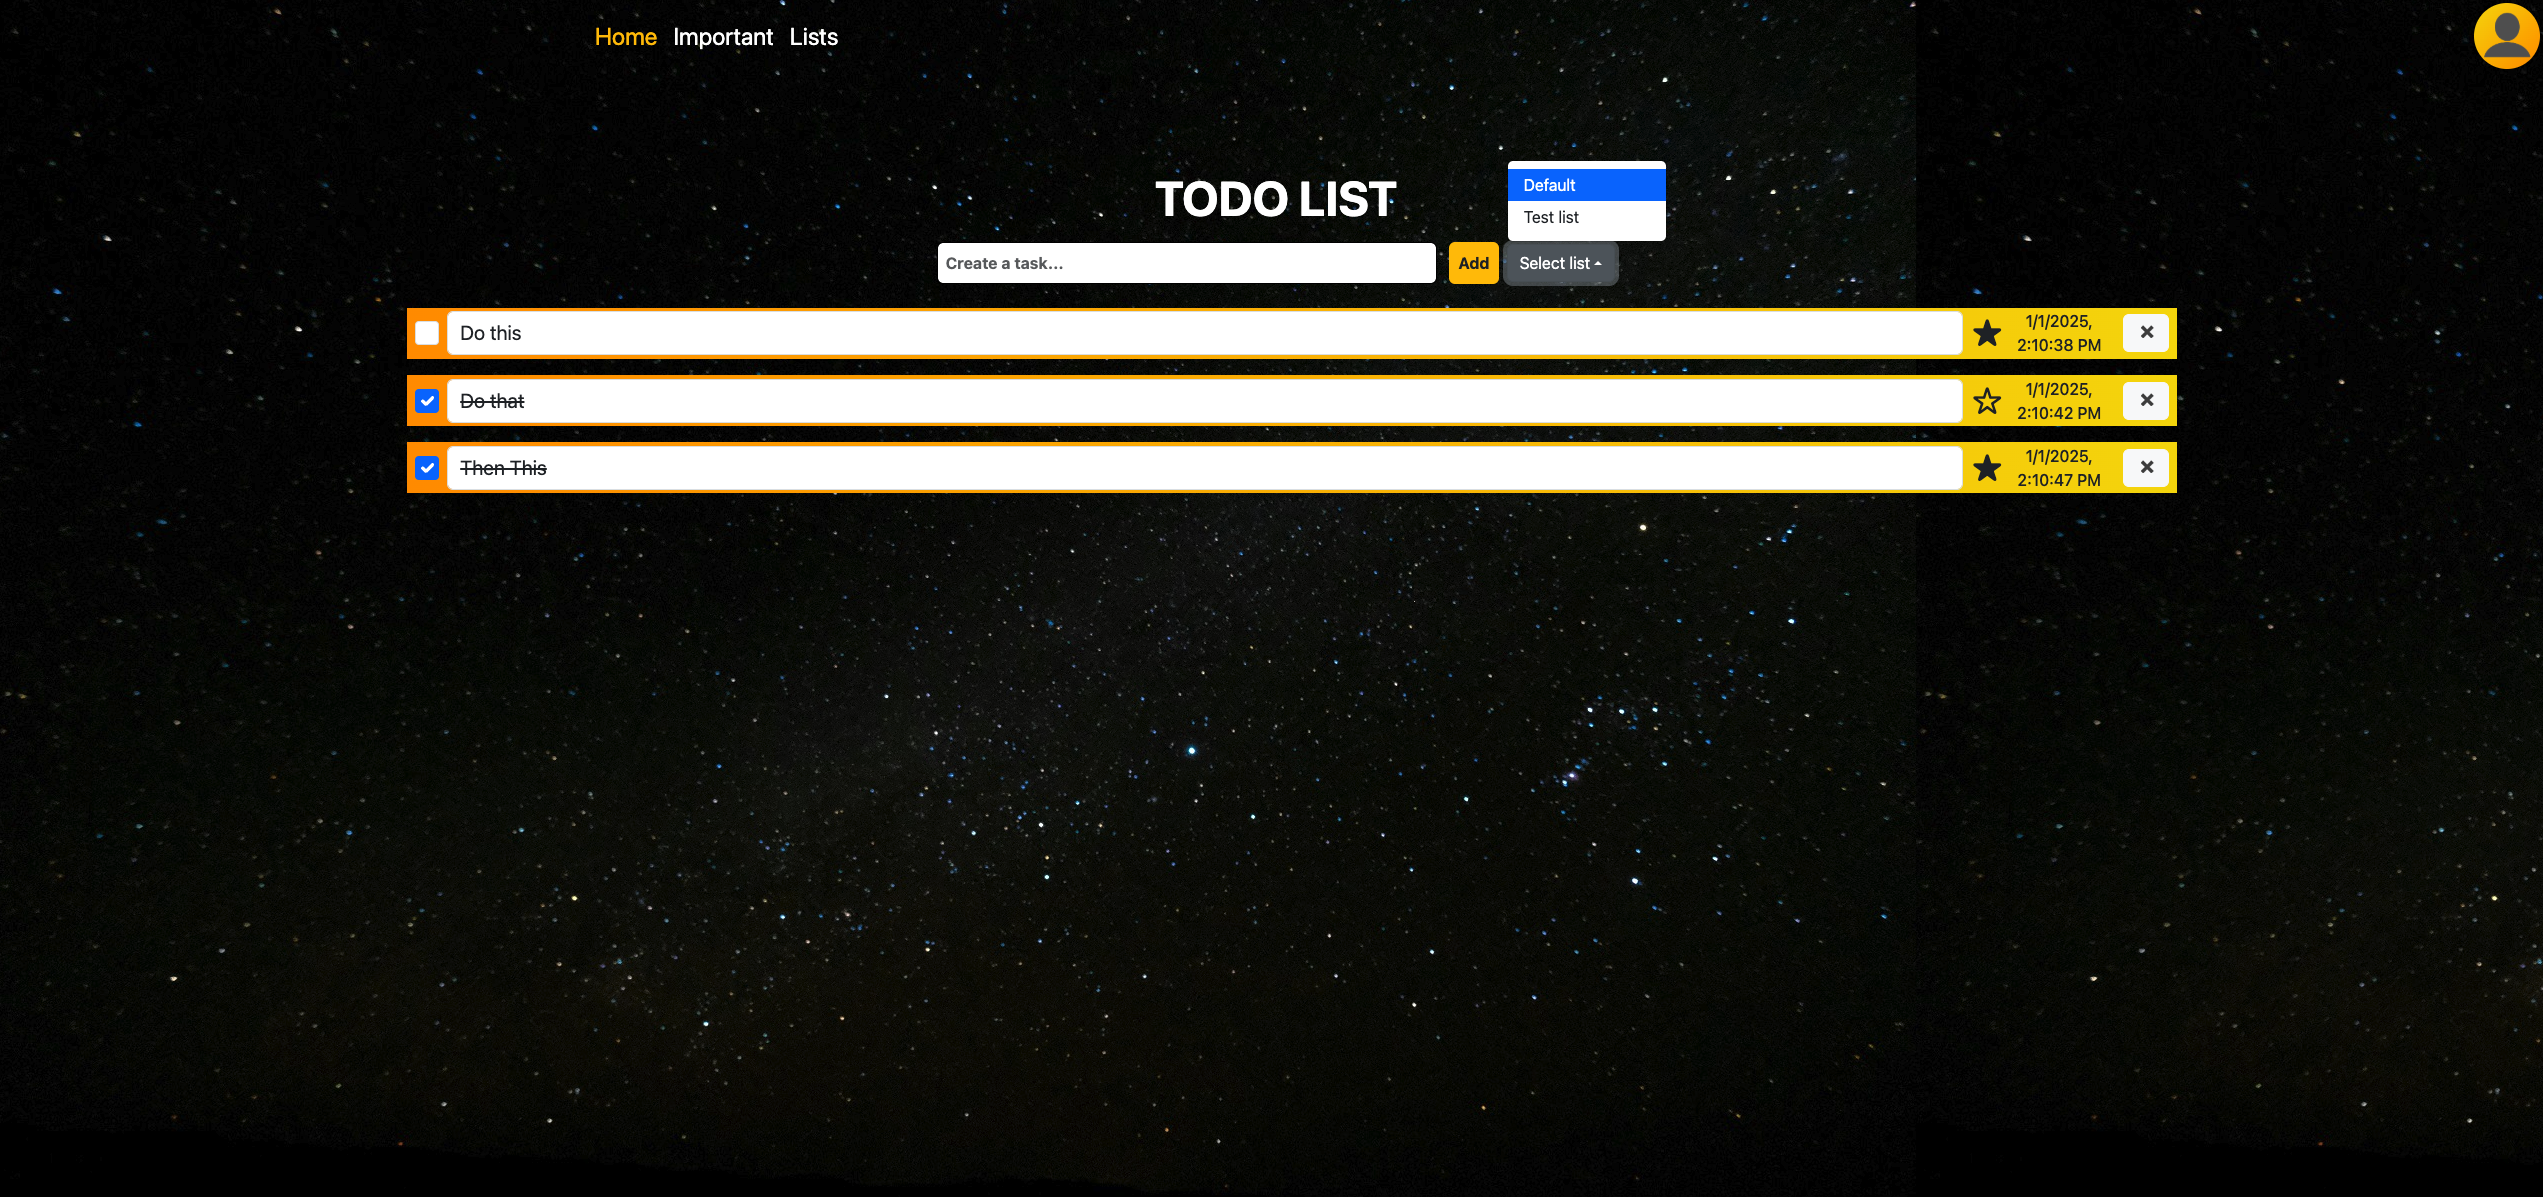 Home Important Lists
TODO LIST
Default
Test list
Create a task...
Add
Select list
Do this
1/1/2025,
2:10:38 PM
Do that
1/1/2025,
2:10:42 PM
Then This
1/1/2025,
2:10:47 PM